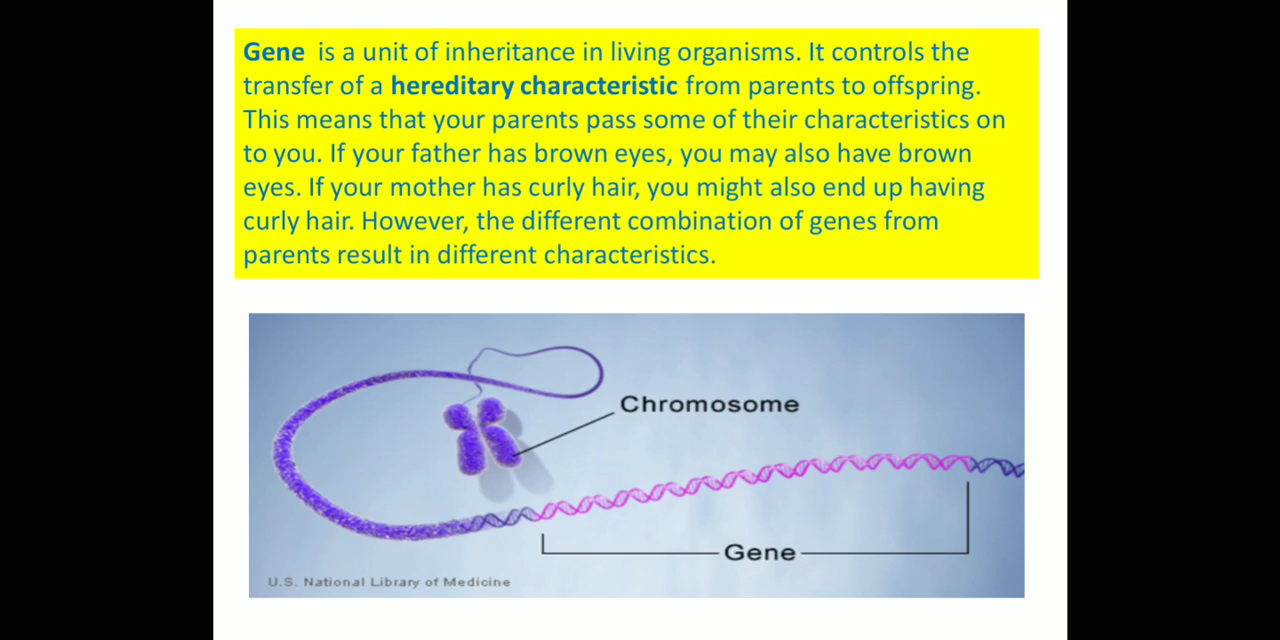 Gene is a unit of inheritance in living organisms. It controls the
transfer of a hereditary characteristic from parents to offspring.
This means that your parents pass some of their characteristics on
to you. If your father has brown eyes, you may also have brown
eyes. If your mother has curly hair, you might also end up having
curly hair. However, the different combination of genes from
parents result in different characteristics.
Chromosome
Gene
U.S. National Library of Medicine